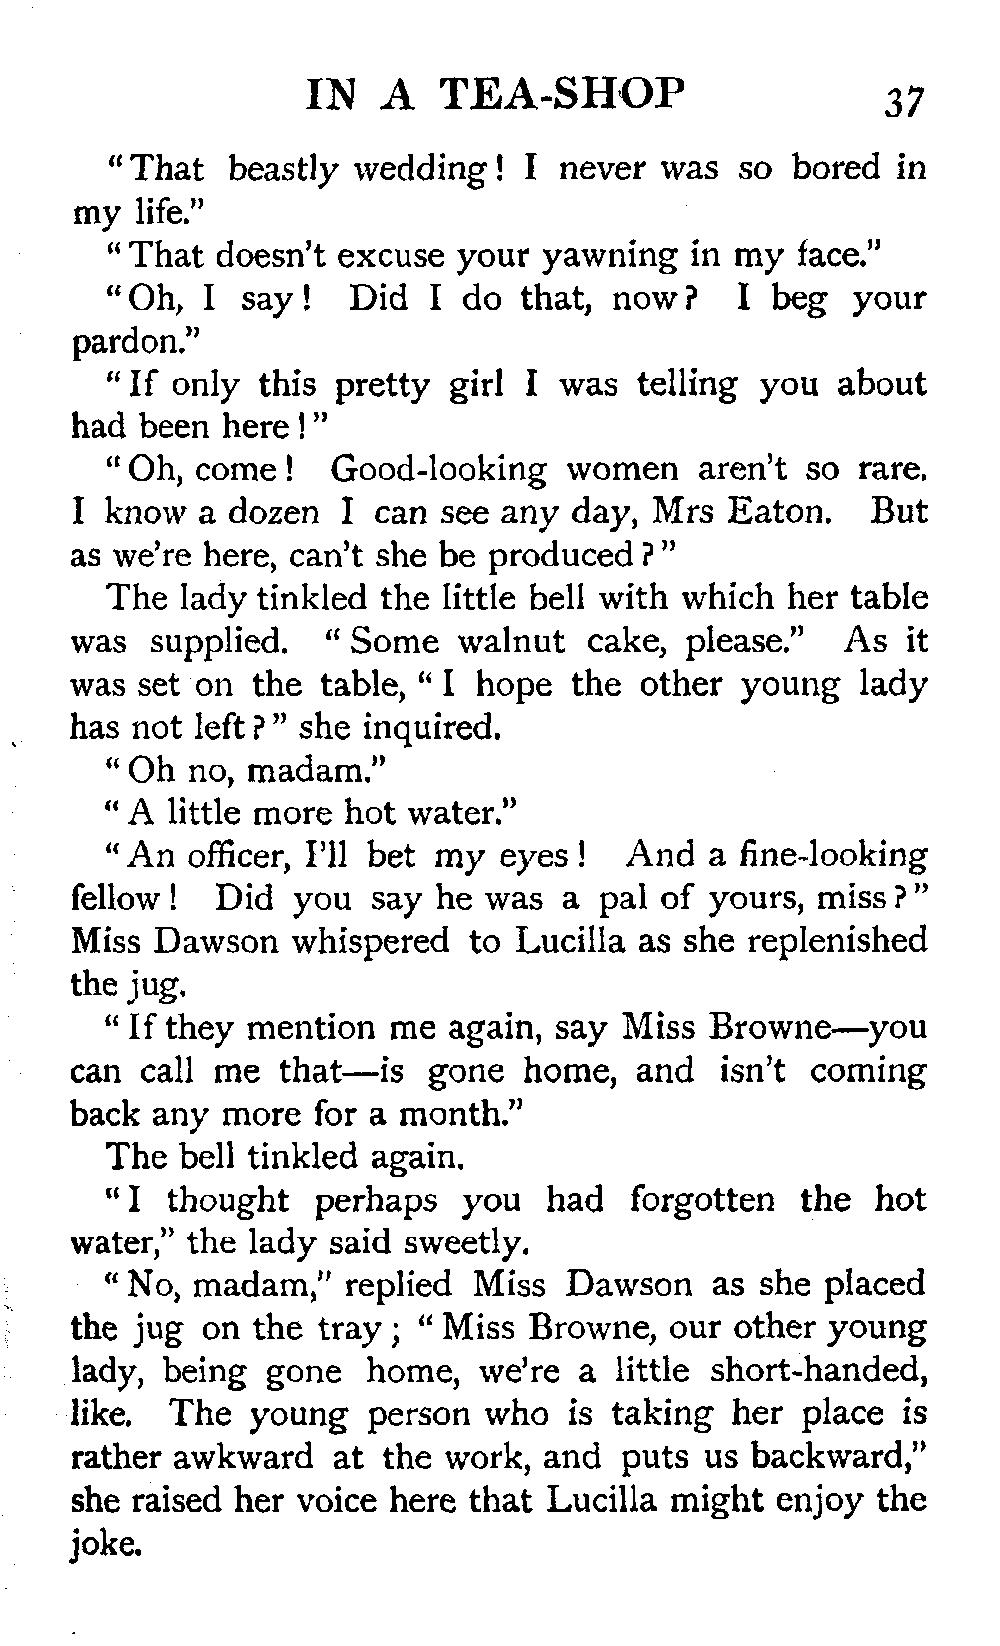 IN A TEA-SHOP 37
"That beastly wedding! I never was so bored in
my life."
"That doesn't excuse your yawning in my face."
"Oh, I say! Did I do that, now? I beg your
pardon."
"If only this pretty girl I was telling you about
had been here!"
"Oh, come! Good-looking women aren't so rare.
I know a dozen I can see any day, Mrs Eaton. But
as we're here, can't she be produced?"
The lady tinkled the little bell with which her table
was supplied. "Some walnut cake, please." As it
was set on the table, "I hope the other young lady
has not left?" she inquired.
"Oh no, madam."
"A little more hot water."
"An officer, I'll bet my eyes! And a fine-looking
fellow! Did you say he was a pal of yours, miss?"
Miss Dawson whispered to Lucilla as she replenished
the jug.
"If they mention me again, say Miss Browne—you
can call me that—is gone home, and isn't coming
back any more for a month."
The bell tinkled again.
"I thought perhaps you had forgotten the hot
water," the lady said sweetly.
"No, madam," replied Miss Dawson as she placed
the jug on the tray; "Miss Browne, our other young
lady, being gone home, we're a little short-handed,
like. The young person who is taking her place is
rather awkward at the work, and puts us backward,"
she raised her voice here that Lucilla might enjoy the
joke.